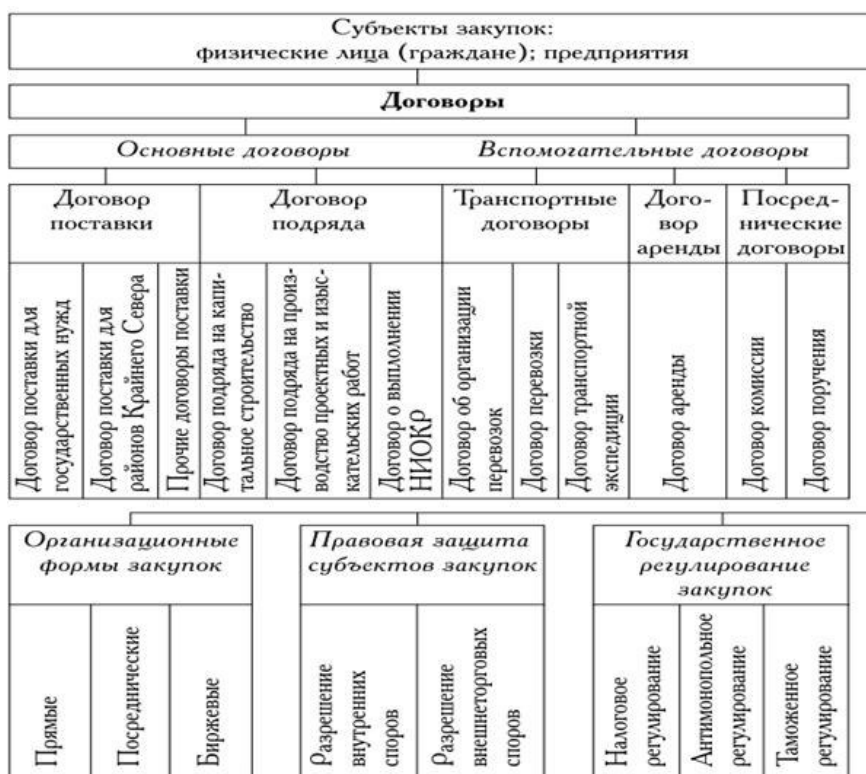 Субъекты закупок:
физические лица (граждане); предприятия
Договоры
Основные договоры
Вспомогательные договоры
Договор
поставки
Договор
подряда
Транспортные
договоры
Дого-
вор
аренды
Посред-
нические
договоры
Договор поставки для
государственных нужд
Договор поставки для
районов Крайнего Севера
Прочие договоры поставки
Договор подряда на капи-
тальное строительство
Договор подряда на произ-
водство проектных и изыс-
кательских работ
Договор о выплолнении
НИОКР
Договор об организации
перевозок
Договор перевозки
Договор транспортной
экспедиции
Договор аренды
Договор комиссии
Договор поручения
Организационные
формы закупок
Правовая защита
субъектов закупок
Государственное
регулирование
закупок
Прямые
Посреднические
Биржевые
Разрешение
внутренних
споров
Разрешение
внешнеторговых
споров
Налоговое
регулирование
Антимонопольное
регулирование
Таможенное
регулирование